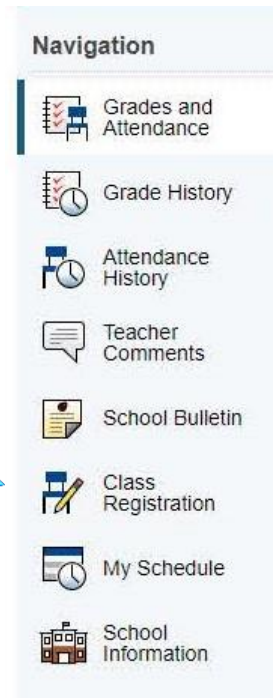 Navigation
Grades and
Attendance
Grade History
Attendance
History
Teacher
Comments
School Bulletin
Class
Registration
My Schedule
School
Information